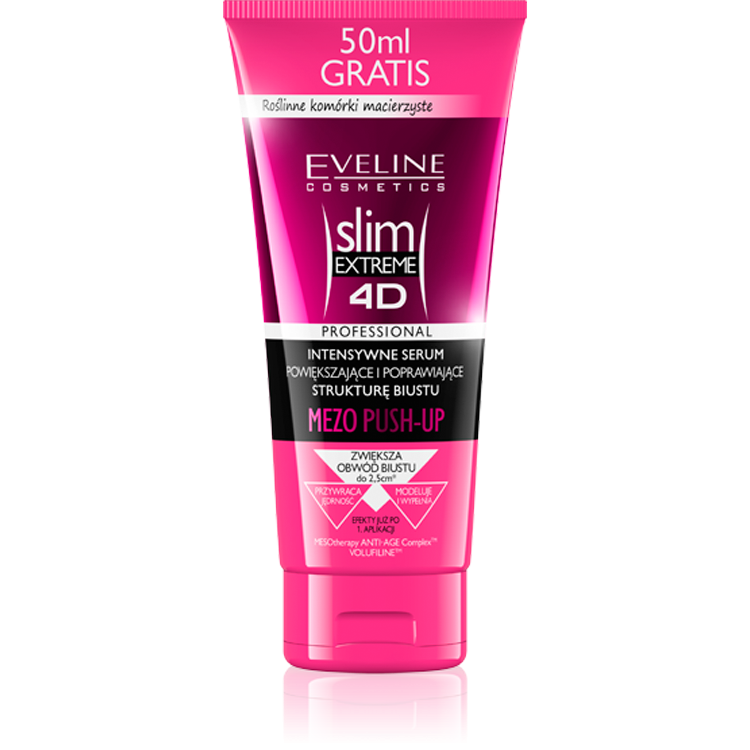 50ml
GRATIS
Roślinne komórki macierzyste
EVELINE
COSMETICS
slim
EXTREME
4D
PROFESSIONAL
INTENSYWNE SERUM
POWIĘKSZAJĄCE I POPRAWIAJĄCE
STRUKTURĘ BIUSTU
MEZO PUSH-UP
ZWIĘKSZA
OBWÓD BIUSTU
do 2,5cm*
PRZYWRACA
JĘDRNOŚĆ
MODELUJE
I WYPEŁNIA
EFEKTY JUŻ PO
1. APLIKACJI
MESOtherapy ANTI-AGE Complex™
VOLUFILINE™